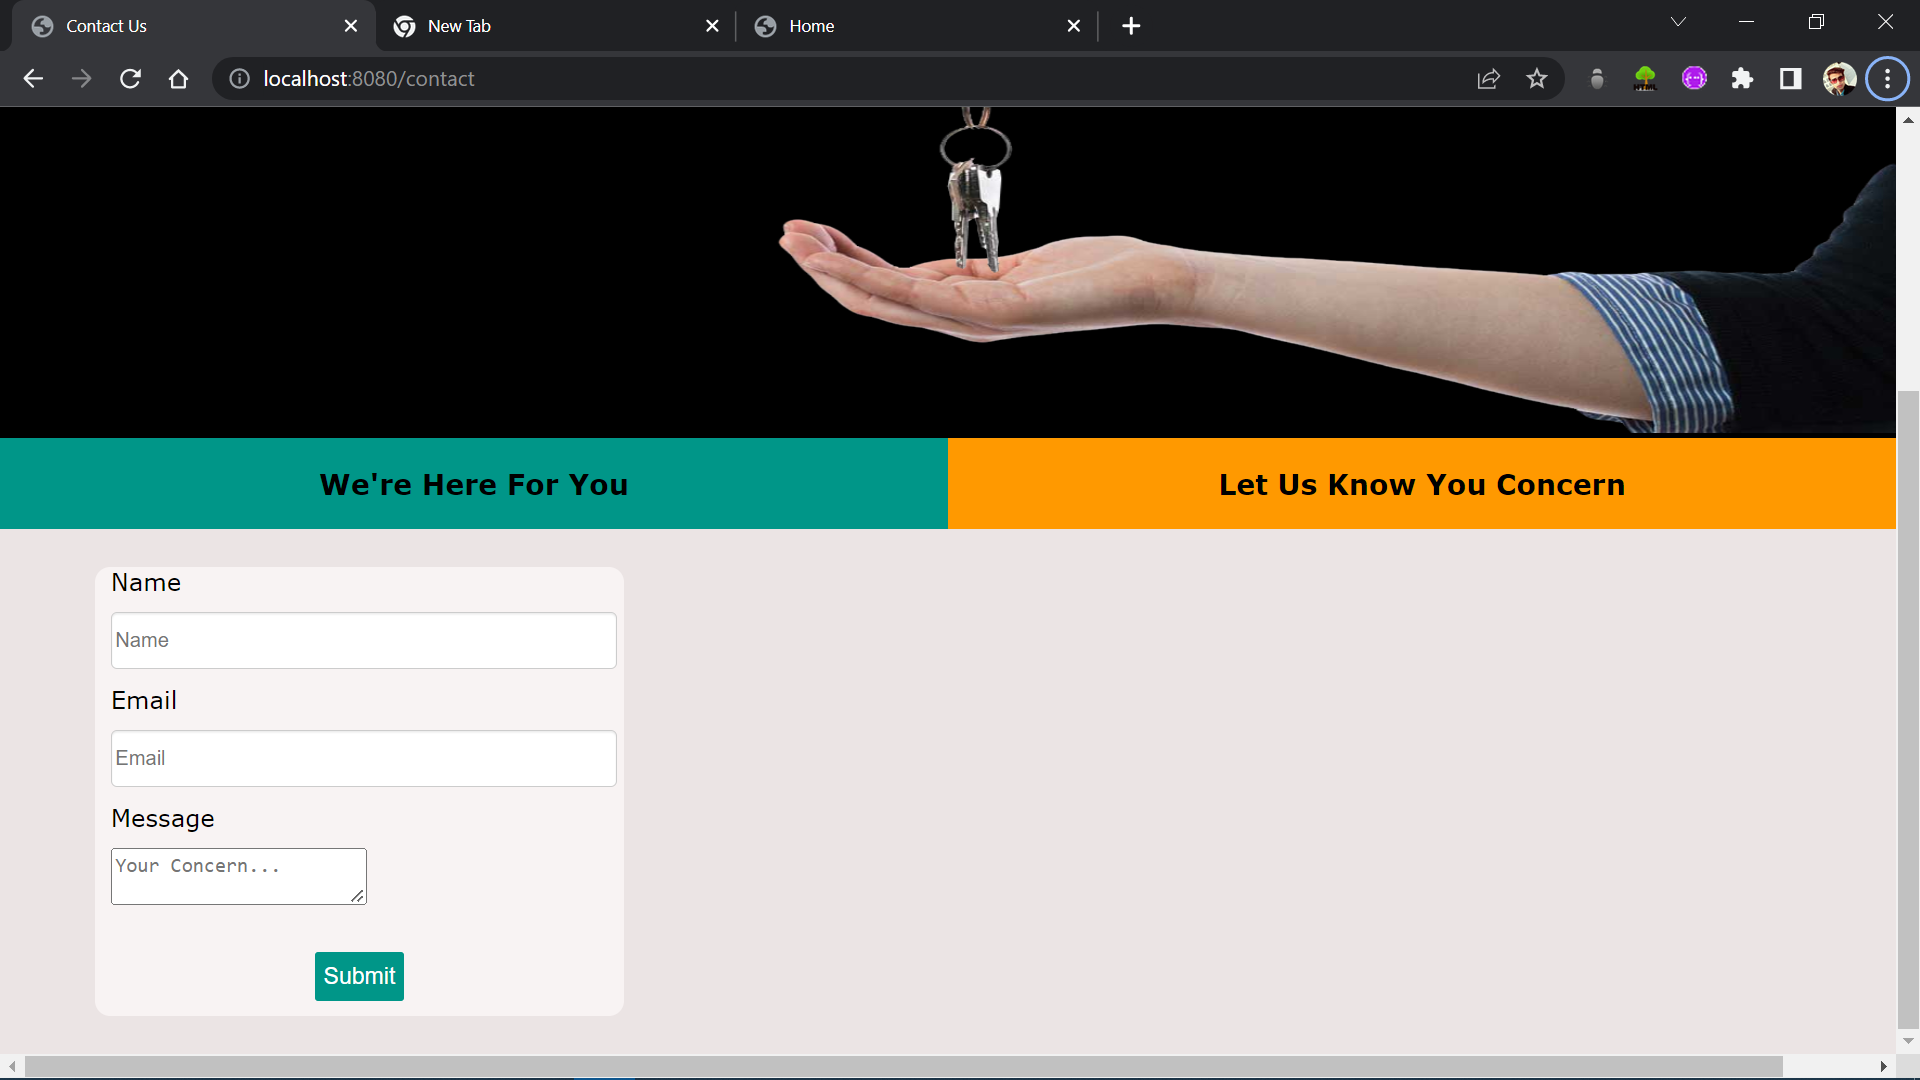 Contact Us
New Tab
Home
localhost:8080/contact
We're Here For You
Let Us Know You Concern
Name
Name
Email
Email
Message
Your Concern...
Submit